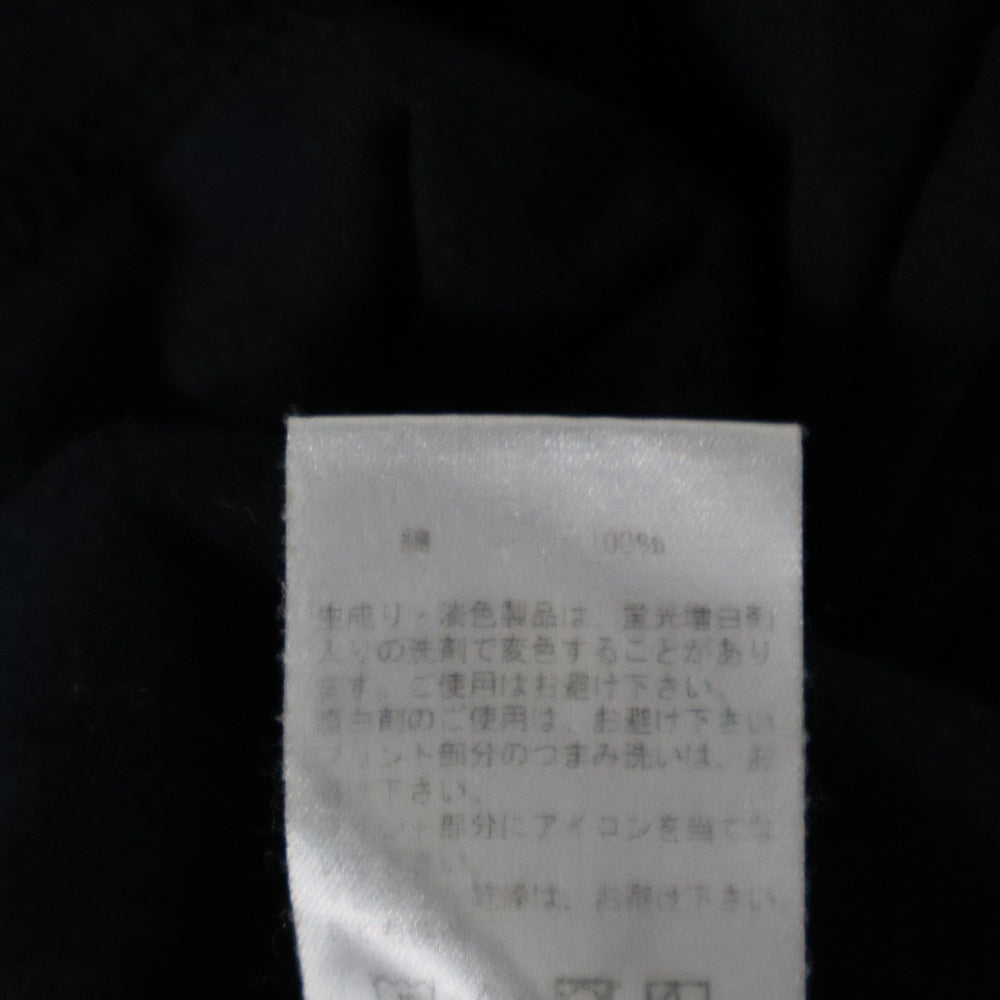 綿 100%
生成り・淡色製品は、蛍光増白剤
入りの洗剤で変色することがあり
ます。ご使用はお避け下さい。
白剤のご使用は、お避け下さい
プリント部分のつまみ洗いは、お
下さい。
部分にアイロンを当てな
さい
乾燥は、お避け下さい。